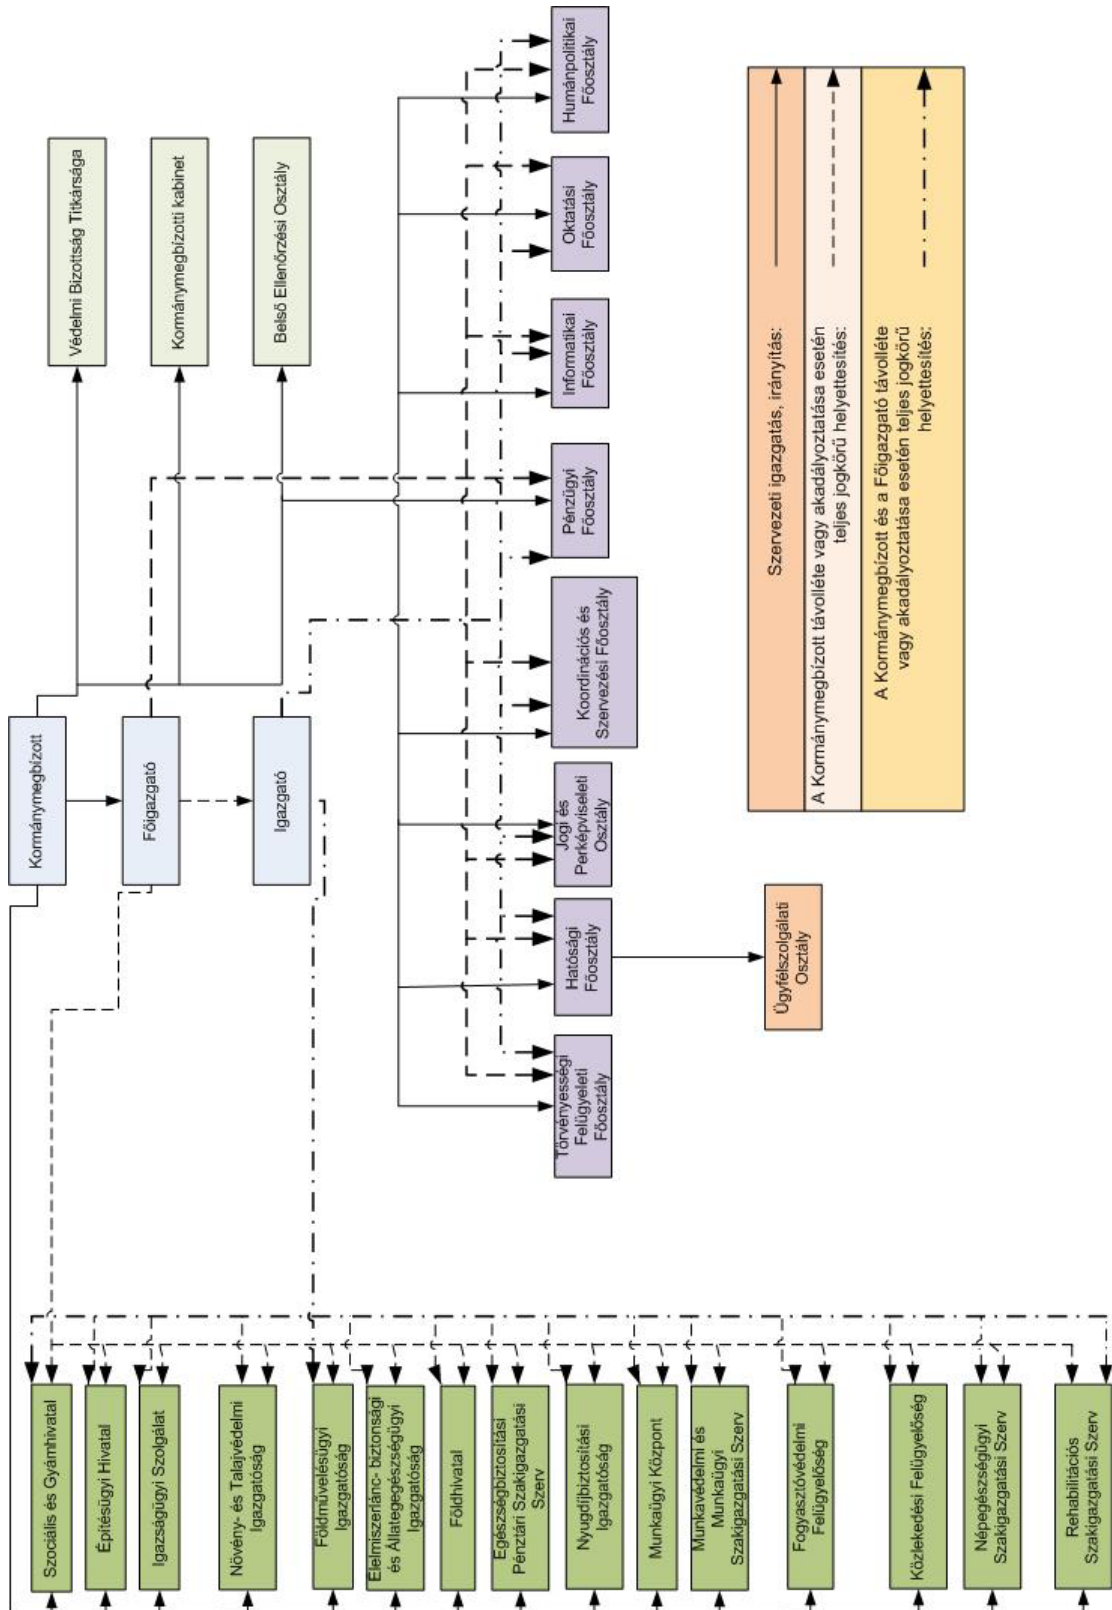 Kormánymegbízott
Főigazgató
Igazgató
Védelmi Bizottság Titkársága
Kormánymegbízotti kabinet
Belső Ellenőrzési Osztály
Törvényességi
Felügyeleti
Főosztály
Hatósági
Főosztály
Jogi és
Perképviseleti
Osztály
Koordinációs és
Szervezési Főosztály
Pénzügyi
Főosztály
Informatikai
Főosztály
Oktatási
Főosztály
Humánpolitikai
Főosztály
Ügyfélszolgálati
Osztály
Szociális és Gyámhivatal
Építésügyi Hivatal
Igazságügyi Szolgálat
Növény- és Talajvédelmi
Igazgatóság
Földművelésügyi
Igazgatóság
Élelmiszerlánc- biztonsági
és Állategegészségügyi
Igazgatóság
Földhivatal
Egészségbiztosítási
Pénztári Szakigazgatási
Szerv
Nyugdíjbiztosítási
Igazgatóság
Munkaügyi Központ
Munkavédelmi és
Munkaügyi
Szakigazgatási Szerv
Fogyasztóvédelmi
Felügyelőség
Közlekedési Felügyelőség
Népegészségügyi
Szakigazgatási Szerv
Rehabilitációs
Szakigazgatási Szerv
Szervezeti igazgatás, irányítás:
A Kormánymegbízott távolléte vagy akadályoztatása esetén
teljes jogkörű helyettesítés:
A Kormánymegbízott és a Főigazgató távolléte
vagy akadályoztatása esetén teljes jogkörű
helyettesítés: